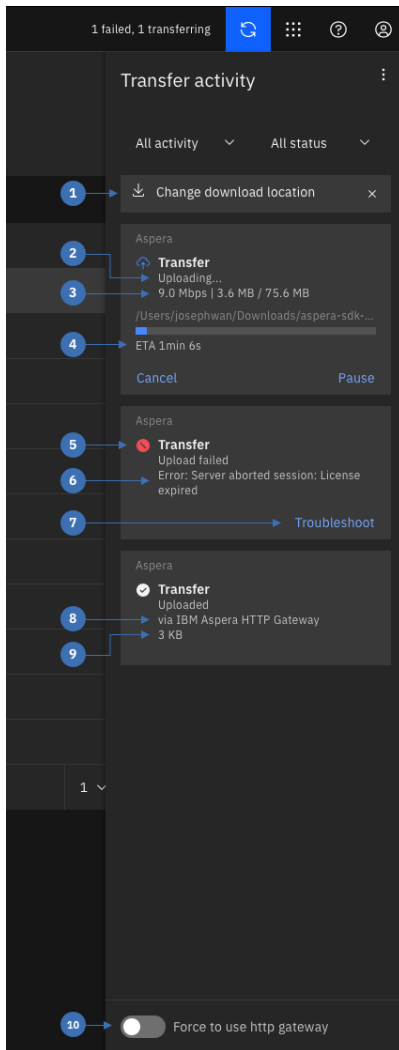 1 failed, 1 transferring
Transfer activity
All activity All status
1 Change download location
Aspera
2 Transfer
Uploading...
3 9.0 Mbps | 3.6 MB / 75.6 MB
/Users/josephwan/Downloads/aspera-sdk-...
4 ETA 1min 6s
Cancel Pause
Aspera
5 Transfer
Upload failed
6 Error: Server aborted session: License
expired
7 Troubleshoot
Aspera
Transfer
Uploaded
8 via IBM Aspera HTTP Gateway
9 3 KB
1
10 Force to use http gateway